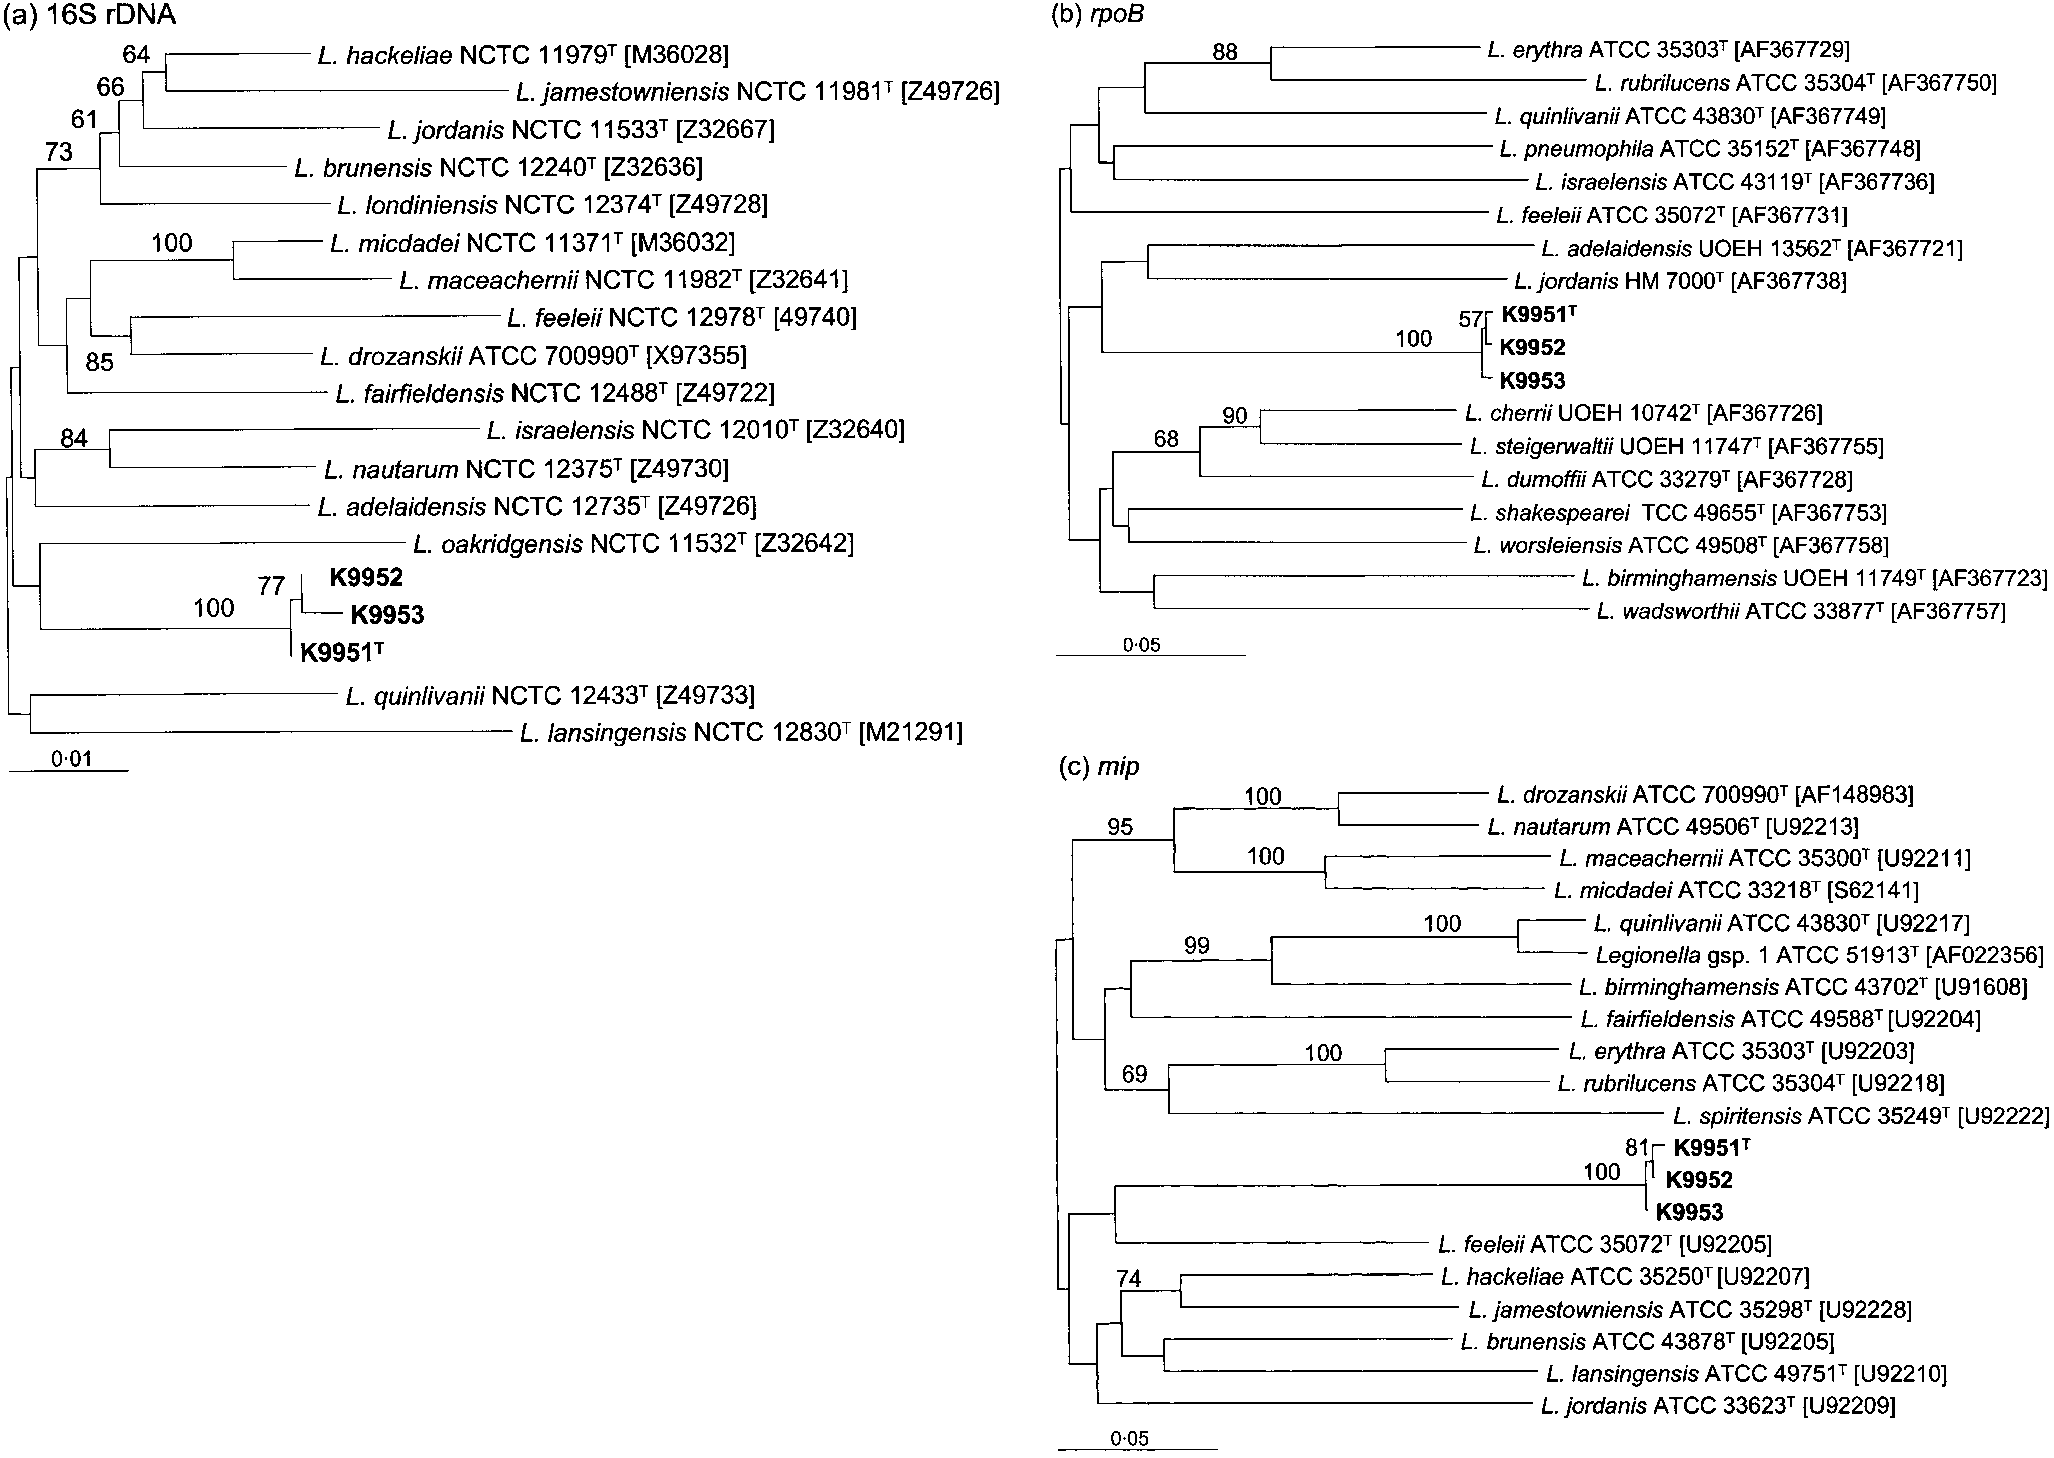 (a) 16S rDNA
64
L. hackeliae NCTC 11979ᵀ [M36028]
66
L. jamestowniensis NCTC 11981ᵀ [Z49726]
61
L. jordanis NCTC 11533ᵀ [Z32667]
73
L. brunensis NCTC 12240ᵀ [Z32636]
L. londiniensis NCTC 12374ᵀ [Z49728]
100
L. micdadei NCTC 11371ᵀ [M36032]
L. maceachernii NCTC 11982ᵀ [Z32641]
L. feeleii NCTC 12978ᵀ [49740]
85
L. drozanskii ATCC 700990ᵀ [X97355]
L. fairfieldensis NCTC 12488ᵀ [Z49722]
84
L. israelensis NCTC 12010ᵀ [Z32640]
L. nautarum NCTC 12375ᵀ [Z49730]
L. adelaidensis NCTC 12735ᵀ [Z49726]
L. oakridgensis NCTC 11532ᵀ [Z32642]
77
K9952
100
K9953
K9951ᵀ
L. quinlivanii NCTC 12433ᵀ [Z49733]
L. lansingensis NCTC 12830ᵀ [M21291]
0·01
(b) rpoB
88
L. erythra ATCC 35303ᵀ [AF367729]
L. rubrilucens ATCC 35304ᵀ [AF367750]
L. quinlivanii ATCC 43830ᵀ [AF367749]
L. pneumophila ATCC 35152ᵀ [AF367748]
L. israelensis ATCC 43119ᵀ [AF367736]
L. feeleii ATCC 35072ᵀ [AF367731]
L. adelaidensis UOEH 13562ᵀ [AF367721]
L. jordanis HM 7000ᵀ [AF367738]
57
K9951ᵀ
100
K9952
K9953
90
L. cherrii UOEH 10742ᵀ [AF367726]
68
L. steigerwaltii UOEH 11747ᵀ [AF367755]
L. dumoffii ATCC 33279ᵀ [AF367728]
L. shakespearei TCC 49655ᵀ [AF367753]
L. worsleiensis ATCC 49508ᵀ [AF367758]
L. birminghamensis UOEH 11749ᵀ [AF367723]
L. wadsworthii ATCC 33877ᵀ [AF367757]
0·05
(c) mip
100
L. drozanskii ATCC 700990ᵀ [AF148983]
95
L. nautarum ATCC 49506ᵀ [U92213]
100
L. maceachernii ATCC 35300ᵀ [U92211]
L. micdadei ATCC 33218ᵀ [S62141]
100
L. quinlivanii ATCC 43830ᵀ [U92217]
99
Legionella gsp. 1 ATCC 51913ᵀ [AF022356]
L. birminghamensis ATCC 43702ᵀ [U91608]
L. fairfieldensis ATCC 49588ᵀ [U92204]
100
L. erythra ATCC 35303ᵀ [U92203]
69
L. rubrilucens ATCC 35304ᵀ [U92218]
L. spiritensis ATCC 35249ᵀ [U92222]
81
K9951ᵀ
100
K9952
K9953
L. feeleii ATCC 35072ᵀ [U92205]
74
L. hackeliae ATCC 35250ᵀ [U92207]
L. jamestowniensis ATCC 35298ᵀ [U92228]
L. brunensis ATCC 43878ᵀ [U92205]
L. lansingensis ATCC 49751ᵀ [U92210]
L. jordanis ATCC 33623ᵀ [U92209]
0·05